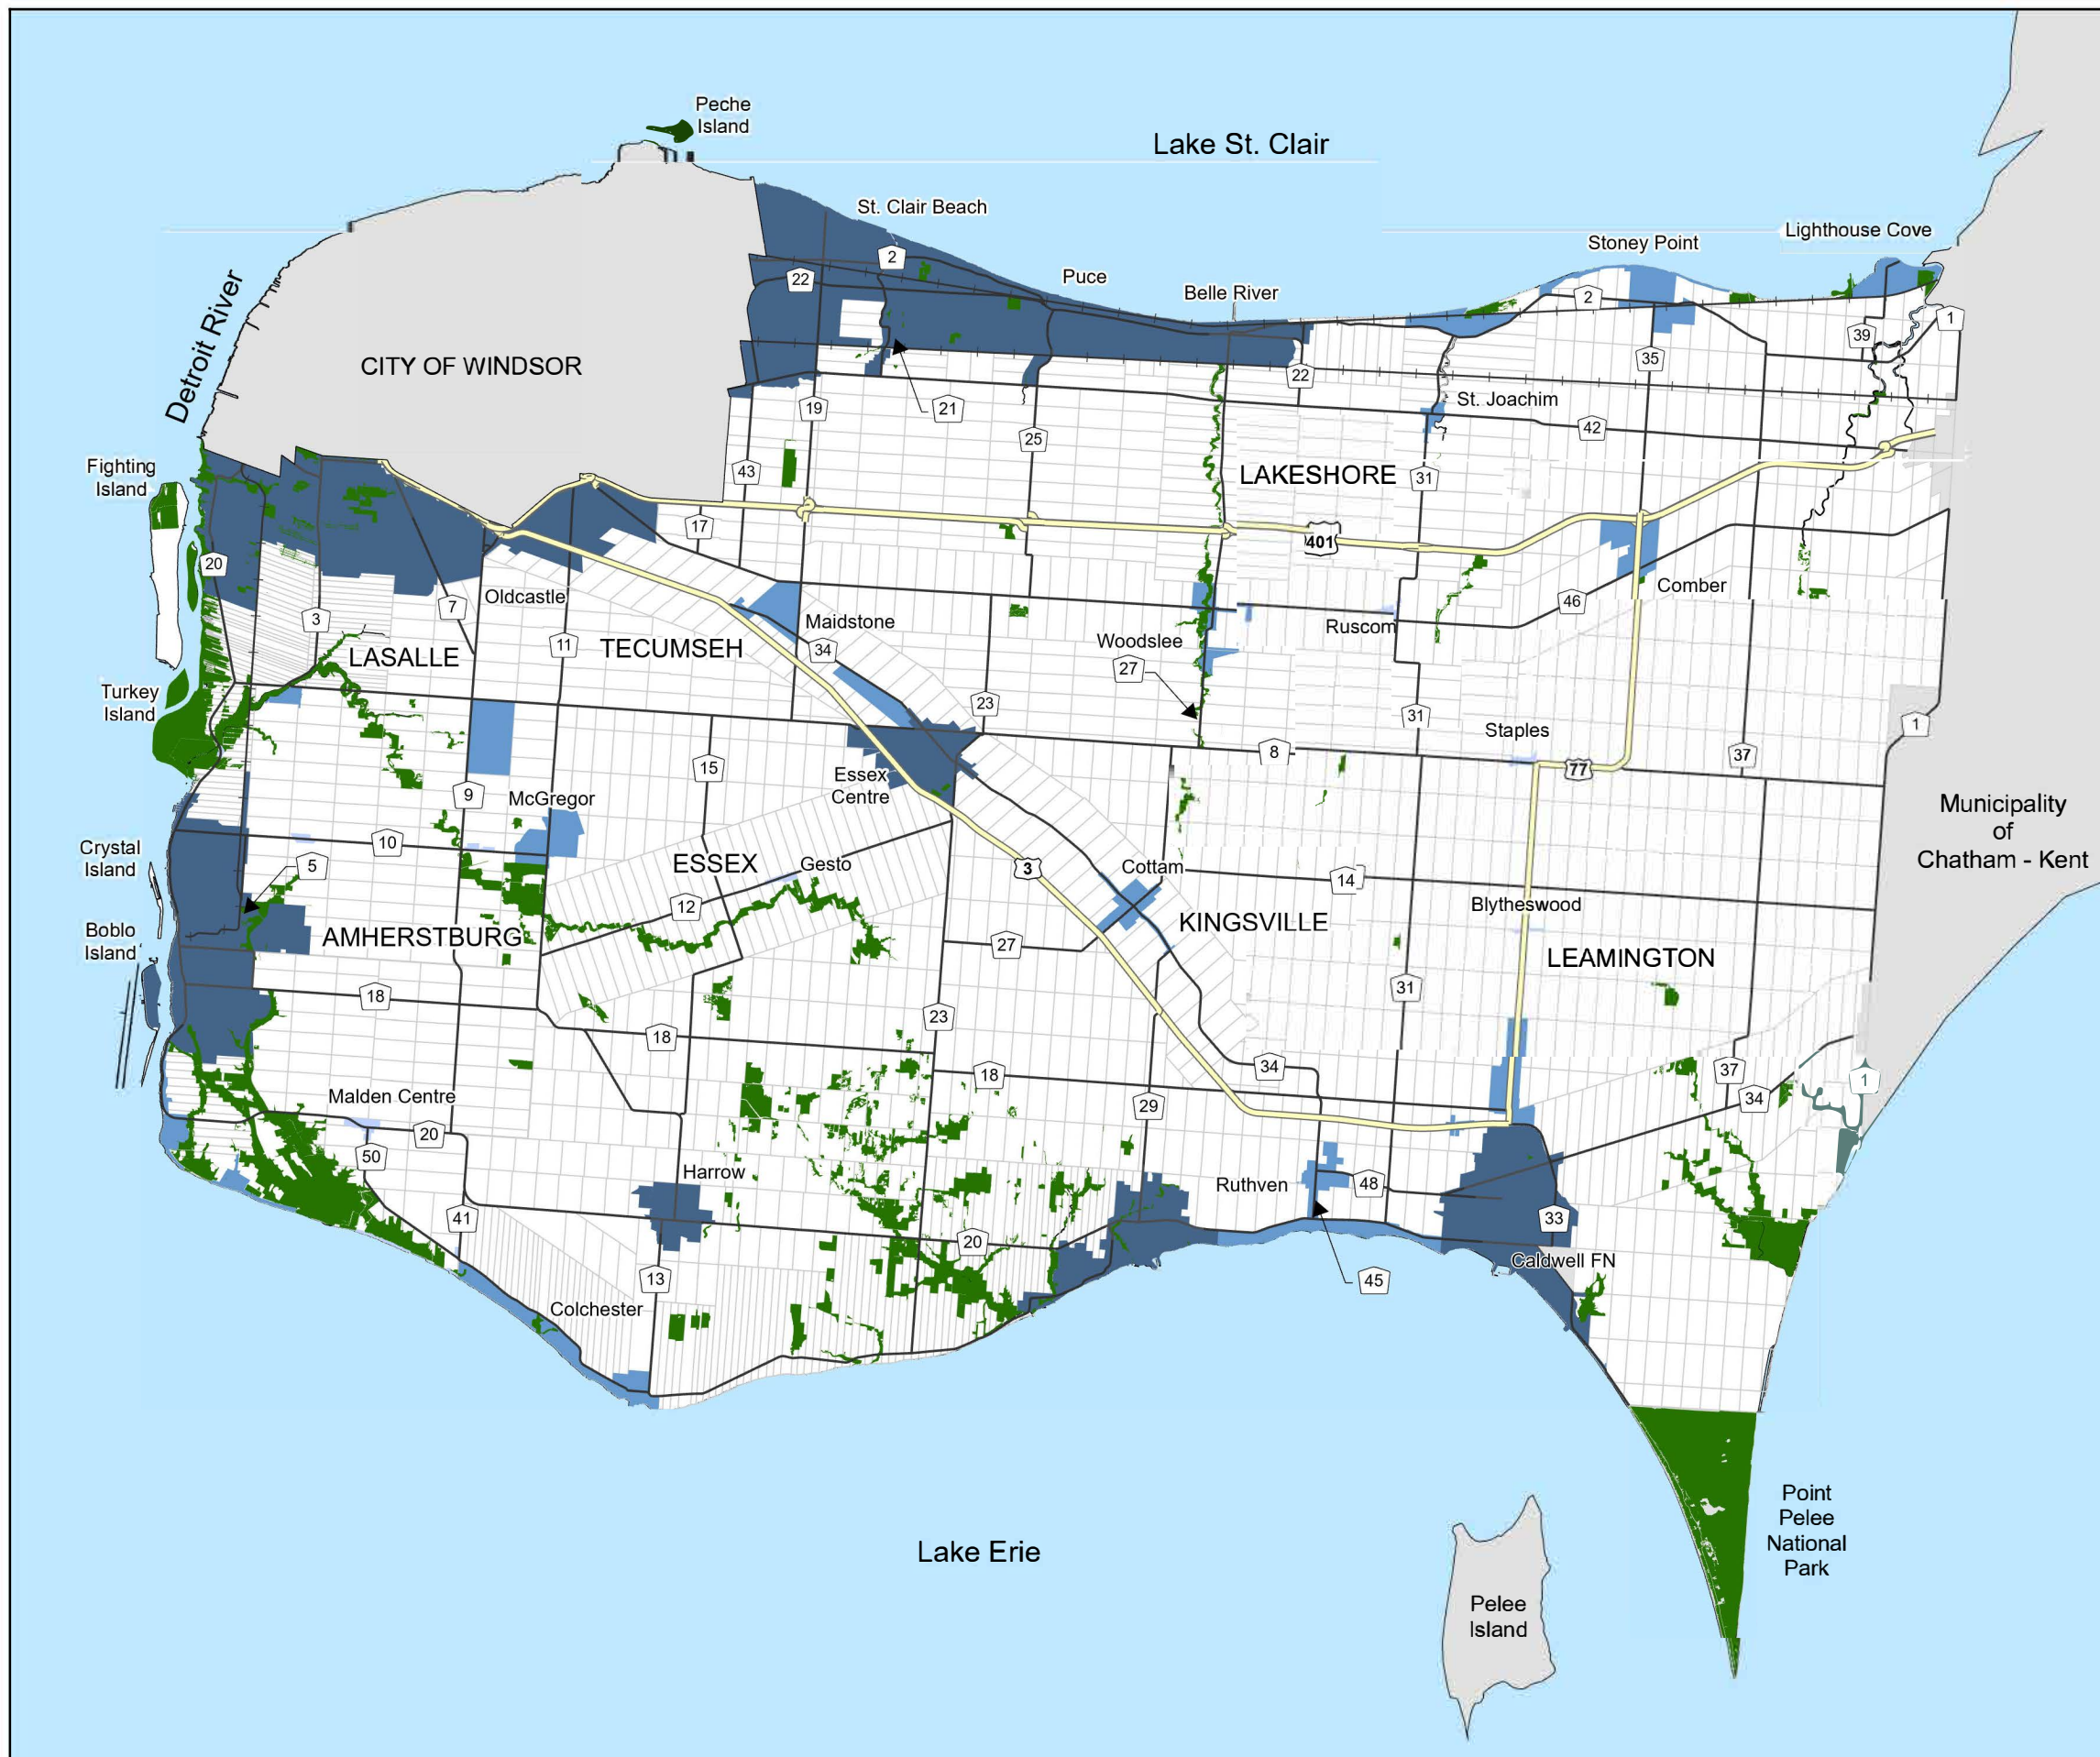 Peche
Island
Lake St. Clair
St. Clair Beach
Lighthouse Cove
Stoney Point
2
22
Puce
Belle River
2
1
39
Detroit River
CITY OF WINDSOR
35
22
19
21
St. Joachim
42
25
Fighting
Island
43
LAKESHORE
31
17
401
20
Oldcastle
Comber
7
3
46
Maidstone
11
TECUMSEH
34
Woodslee
Ruscom
LASALLE
27
Turkey
Island
23
31
Staples
1
8
37
15
77
Essex
Centre
9
McGregor
Municipality
of
Chatham - Kent
10
Crystal
Island
5
ESSEX
Gesto
3
Cottam
14
12
Blytheswood
Boblo
Island
AMHERSTBURG
KINGSVILLE
27
LEAMINGTON
18
31
23
18
34
18
37
1
Malden Centre
29
34
20
50
Harrow
Ruthven
48
41
33
20
Caldwell FN
13
45
Colchester
Point
Pelee
National
Park
Lake Erie
Pelee
Island